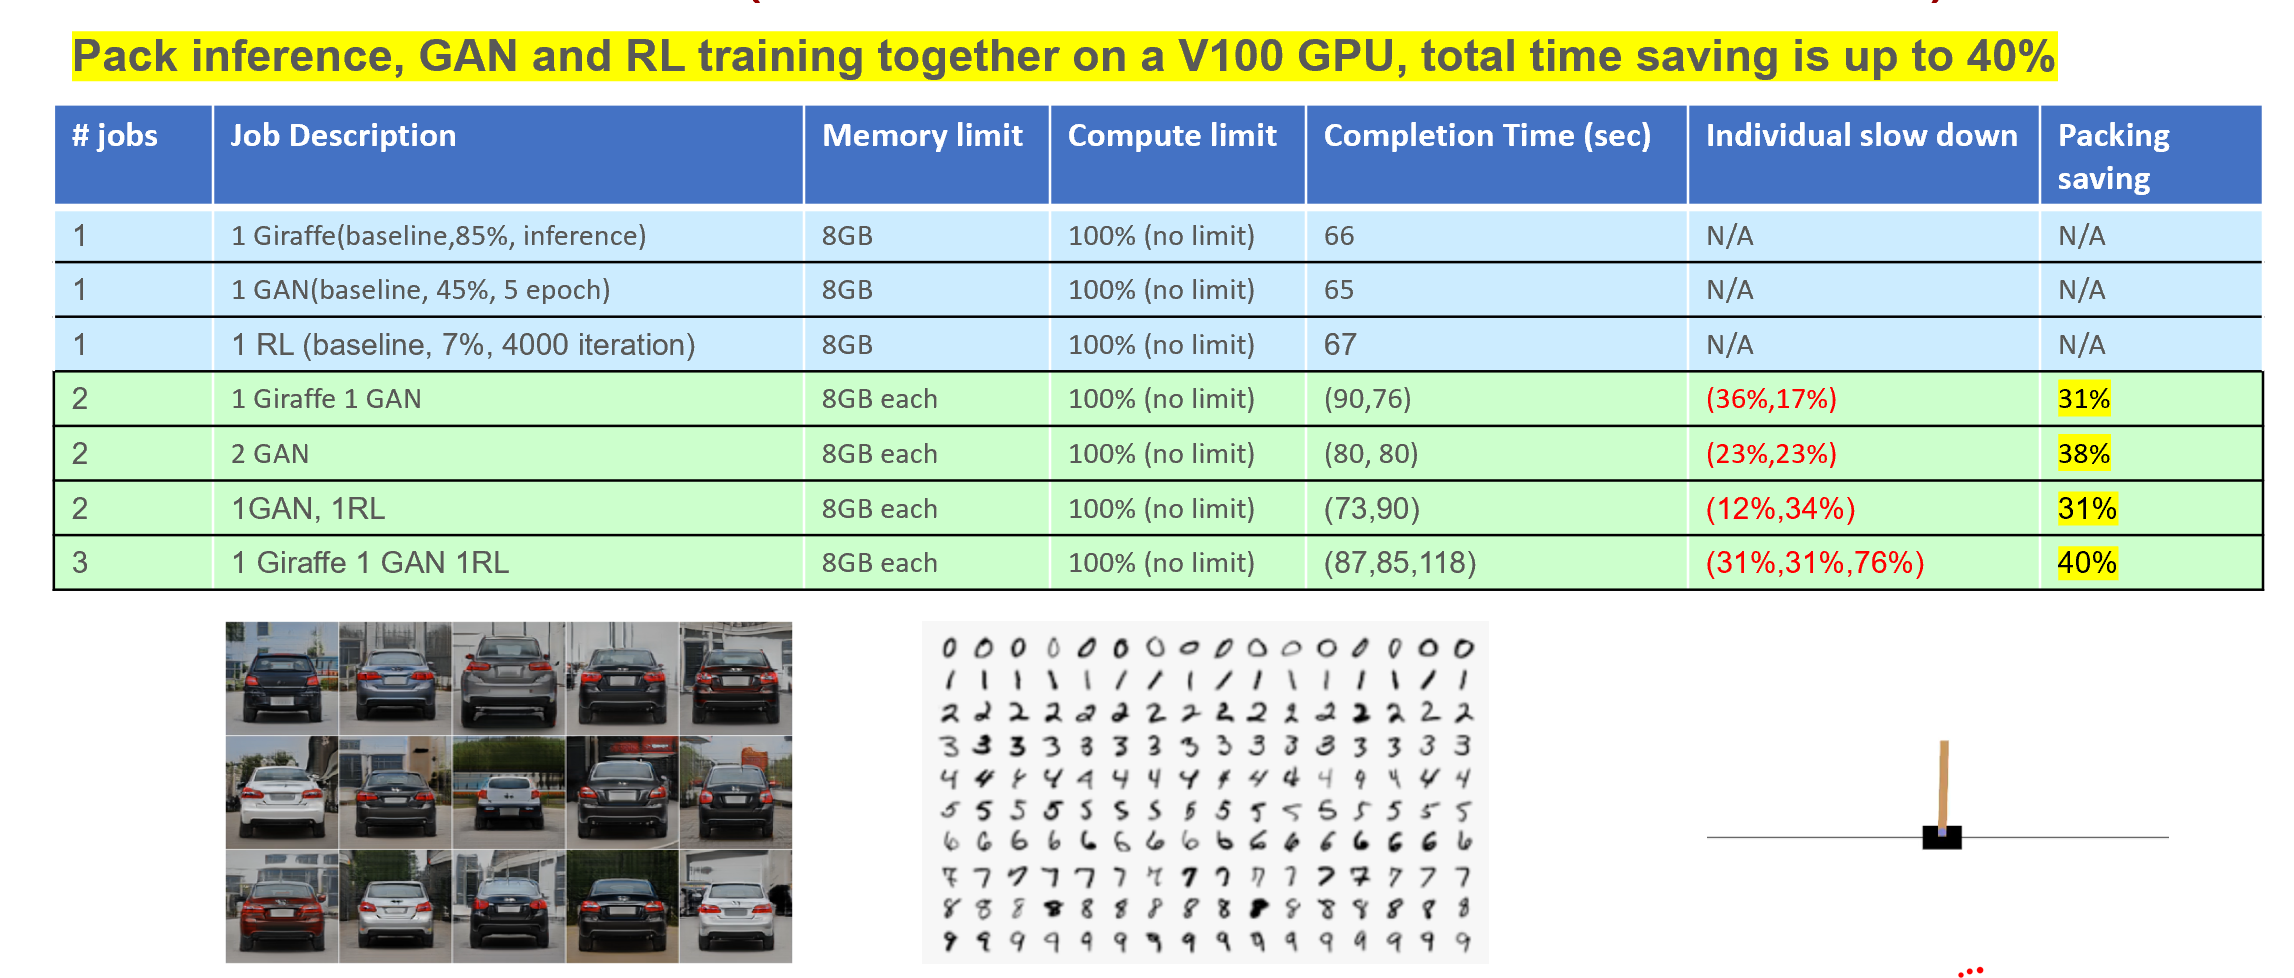 Pack inference, GAN and RL training together on a V100 GPU, total time saving is up to 40%
# jobs Job Description Memory limit Compute limit Completion Time (sec) Individual slow down Packing saving
1 1 Giraffe(baseline,85%, inference) 8GB 100% (no limit) 66 N/A N/A
1 1 GAN(baseline, 45%, 5 epoch) 8GB 100% (no limit) 65 N/A N/A
1 1 RL (baseline, 7%, 4000 iteration) 8GB 100% (no limit) 67 N/A N/A
2 1 Giraffe 1 GAN 8GB each 100% (no limit) (90,76) (36%,17%) 31%
2 2 GAN 8GB each 100% (no limit) (80, 80) (23%,23%) 38%
2 1GAN, 1RL 8GB each 100% (no limit) (73,90) (12%,34%) 31%
3 1 Giraffe 1 GAN 1RL 8GB each 100% (no limit) (87,85,118) (31%,31%,76%) 40%
0 0 0 0 0 0 0 0 0 0 0 0 0 0 0 0
1 1 1 1 1 1 1 1 1 1 1 1 1 1 1 1
2 2 2 2 2 2 2 2 2 2 2 2 2 2 2 2
3 3 3 3 3 3 3 3 3 3 3 3 3 3 3 3
4 4 4 4 4 4 4 4 4 4 4 4 9 4 4 4
5 5 5 5 5 5 5 5 5 5 5 5 5 5 5 5
6 6 6 6 6 6 6 6 6 6 6 6 6 6 6 6
7 7 7 7 7 7 7 7 7 7 7 7 7 7 7 7
8 8 8 8 8 8 8 8 8 8 8 8 8 8 8 8
9 9 9 9 9 9 9 9 9 9 9 9 9 9 9 9